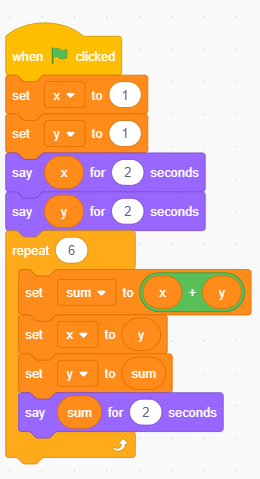 when clicked
set x to 1
set y to 1
say x for 2 seconds
say y for 2 seconds
repeat 6
set sum to x + y
set x to y
set y to sum
say sum for 2 seconds